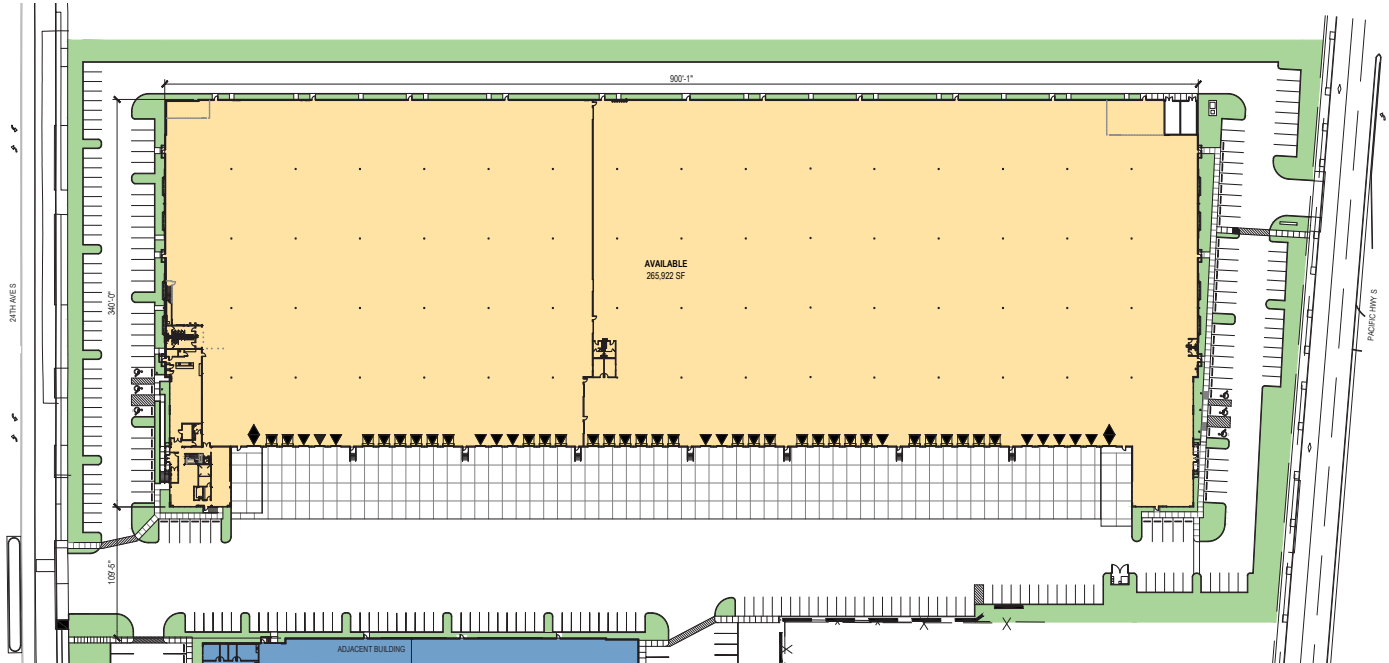 900'-1"
AVAILABLE
265,922 SF
24TH AVE S
340'-0"
PACIFIC HWY S
109'-5"
ADJACENT BUILDING